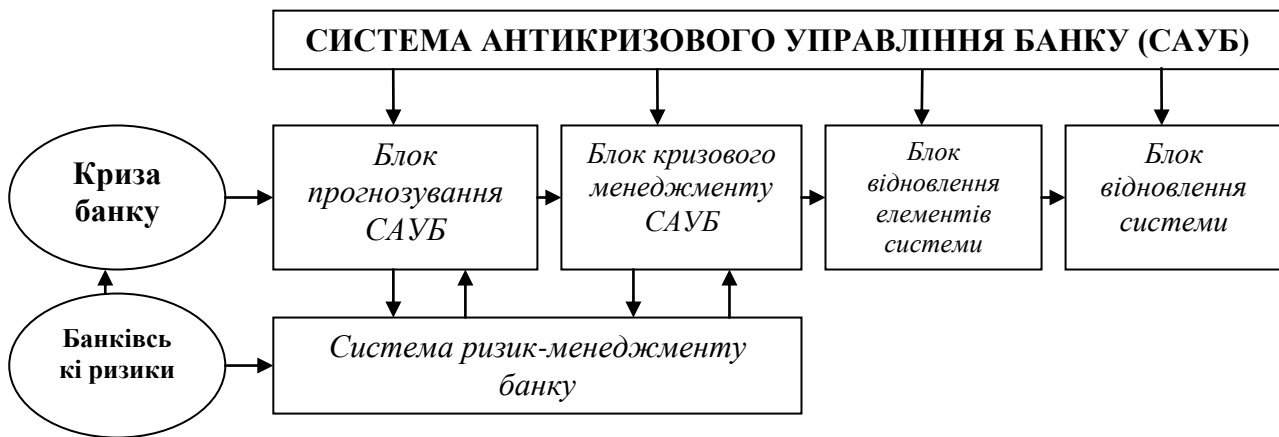 СИСТЕМА АНТИКРИЗОВОГО УПРАВЛІННЯ БАНКУ (САУБ)
Криза
банку
Блок
прогнозування
САУБ
Блок кризового
менеджменту
САУБ
Блок
відновлення
елементів
системи
Блок
відновлення
системи
Банківсь
кі ризики
Система ризик-менеджменту
банку